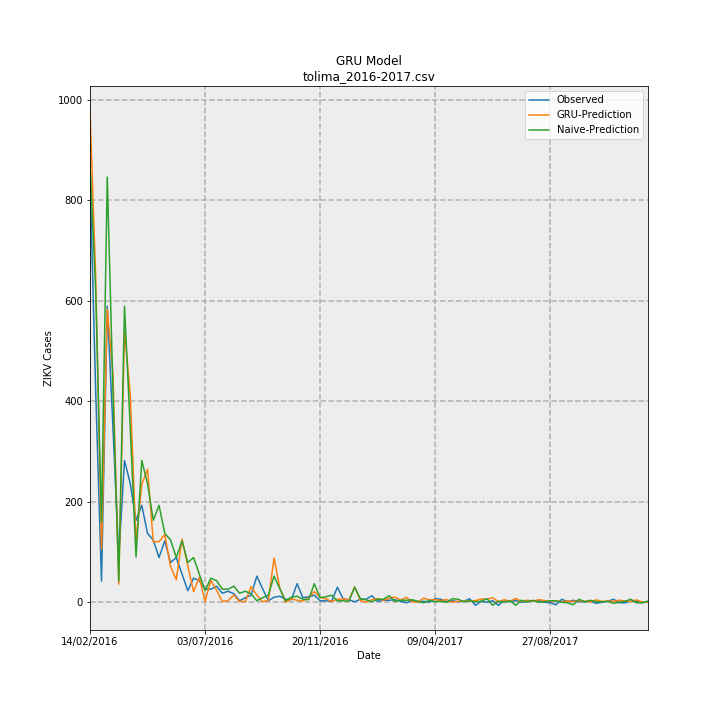 GRU Model
tolima_2016-2017.csv
Observed
GRU-Prediction
Naive-Prediction
1000
800
600
400
200
0
ZIKV Cases
14/02/2016
03/07/2016
20/11/2016
09/04/2017
27/08/2017
Date